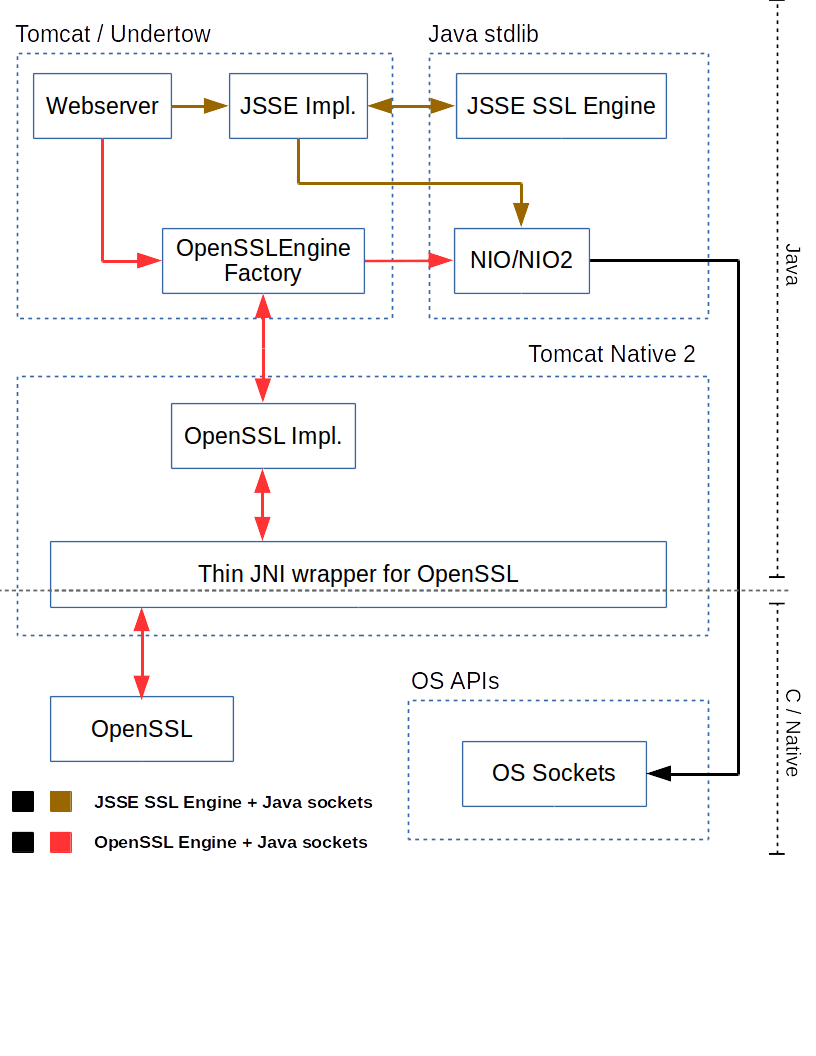 Tomcat / Undertow
Java stdlib
Webserver
JSSE Impl.
JSSE SSL Engine
OpenSSLEngine
Factory
NIO/NIO2
Java
Tomcat Native 2
OpenSSL Impl.
Thin JNI wrapper for OpenSSL
OS APIs
C / Native
OpenSSL
OS Sockets
JSSE SSL Engine + Java sockets
OpenSSL Engine + Java sockets